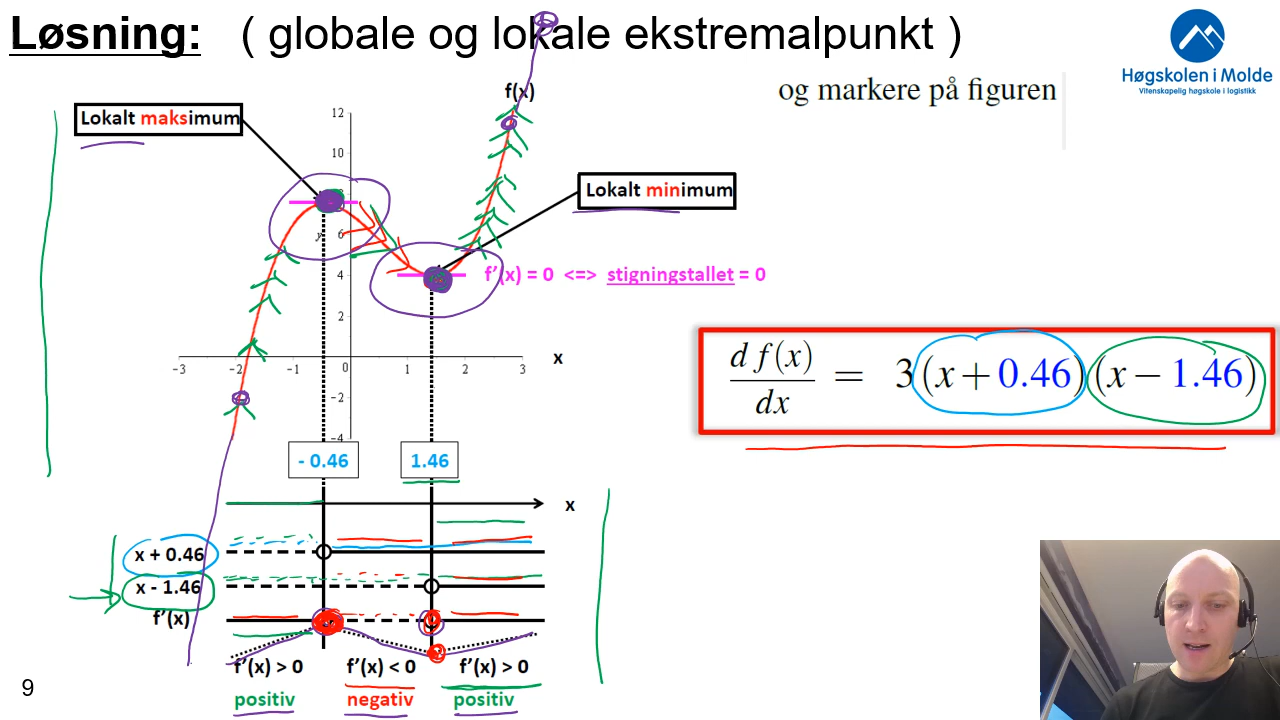 Løsning: ( globale og lokale ekstremalpunkt )
Høgskolen i Molde
Vitenskapelig høgskole i logistikk
og markere på figuren
f(x)
Lokalt maksimum
Lokalt minimum
12
10
8
y 6
4
2
-2
-4
-3 -2 -1 0 1 2 3
x
f'(x) = 0 <=> stigningstallet = 0
d f(x)
dx
= 3(x + 0.46)(x − 1.46)
- 0.46 1.46
x
x + 0.46
x - 1.46
f'(x)
f'(x) > 0 f'(x) < 0 f'(x) > 0
positiv negativ positiv
9